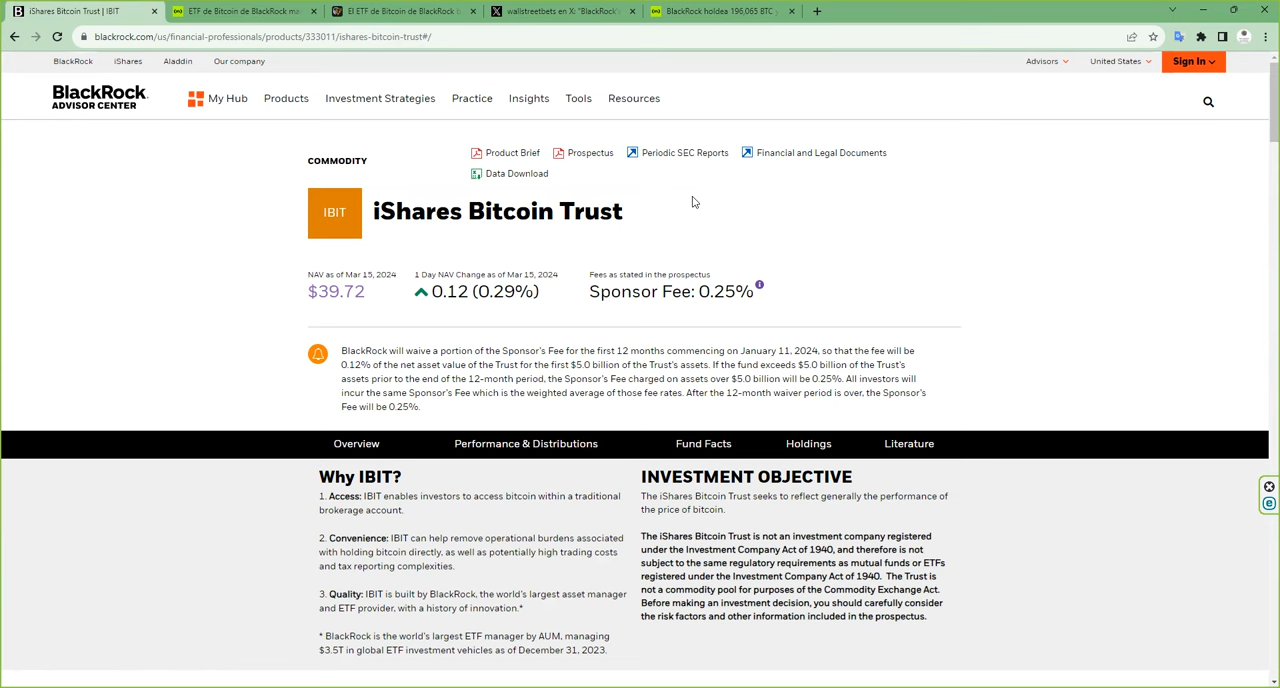 iShares Bitcoin Trust | IBIT
ETF de Bitcoin de BlackRock ma
El ETF de Bitcoin de BlackRock b
wallstreetbets en X: "BlackRock's
BlackRock holdea 196,065 BTC y
blackrock.com/us/financial-professionals/products/333011/ishares-bitcoin-trust#/
BlackRock iShares Aladdin Our company
Advisors United States Sign In
BlackRock.
ADVISOR CENTER
My Hub Products Investment Strategies Practice Insights Tools Resources
COMMODITY
Product Brief Prospectus Periodic SEC Reports Financial and Legal Documents
Data Download
IBIT
iShares Bitcoin Trust
NAV as of Mar 15, 2024 1 Day NAV Change as of Mar 15, 2024 Fees as stated in the prospectus
$39.72 0.12 (0.29%) Sponsor Fee: 0.25%
BlackRock will waive a portion of the Sponsor's Fee for the first 12 months commencing on January 11, 2024, so that the fee will be
0.12% of the net asset value of the Trust for the first $5.0 billion of the Trust's assets. If the fund exceeds $5.0 billion of the Trust's
assets prior to the end of the 12-month period, the Sponsor's Fee charged on assets over $5.0 billion will be 0.25%. All investors will
incur the same Sponsor's Fee which is the weighted average of those fee rates. After the 12-month waiver period is over, the Sponsor's
Fee will be 0.25%.
Overview Performance & Distributions Fund Facts Holdings Literature
Why IBIT?
1. Access: IBIT enables investors to access bitcoin within a traditional
brokerage account.
2. Convenience: IBIT can help remove operational burdens associated
with holding bitcoin directly, as well as potentially high trading costs
and tax reporting complexities.
3. Quality: IBIT is built by BlackRock, the world's largest asset manager
and ETF provider, with a history of innovation.*
* BlackRock is the world's largest ETF manager by AUM, managing
$3.5T in global ETF investment vehicles as of December 31, 2023.
INVESTMENT OBJECTIVE
The iShares Bitcoin Trust seeks to reflect generally the performance of
the price of bitcoin.
The iShares Bitcoin Trust is not an investment company registered
under the Investment Company Act of 1940, and therefore is not
subject to the same regulatory requirements as mutual funds or ETFs
registered under the Investment Company Act of 1940. The Trust is
not a commodity pool for purposes of the Commodity Exchange Act.
Before making an investment decision, you should carefully consider
the risk factors and other information included in the prospectus.